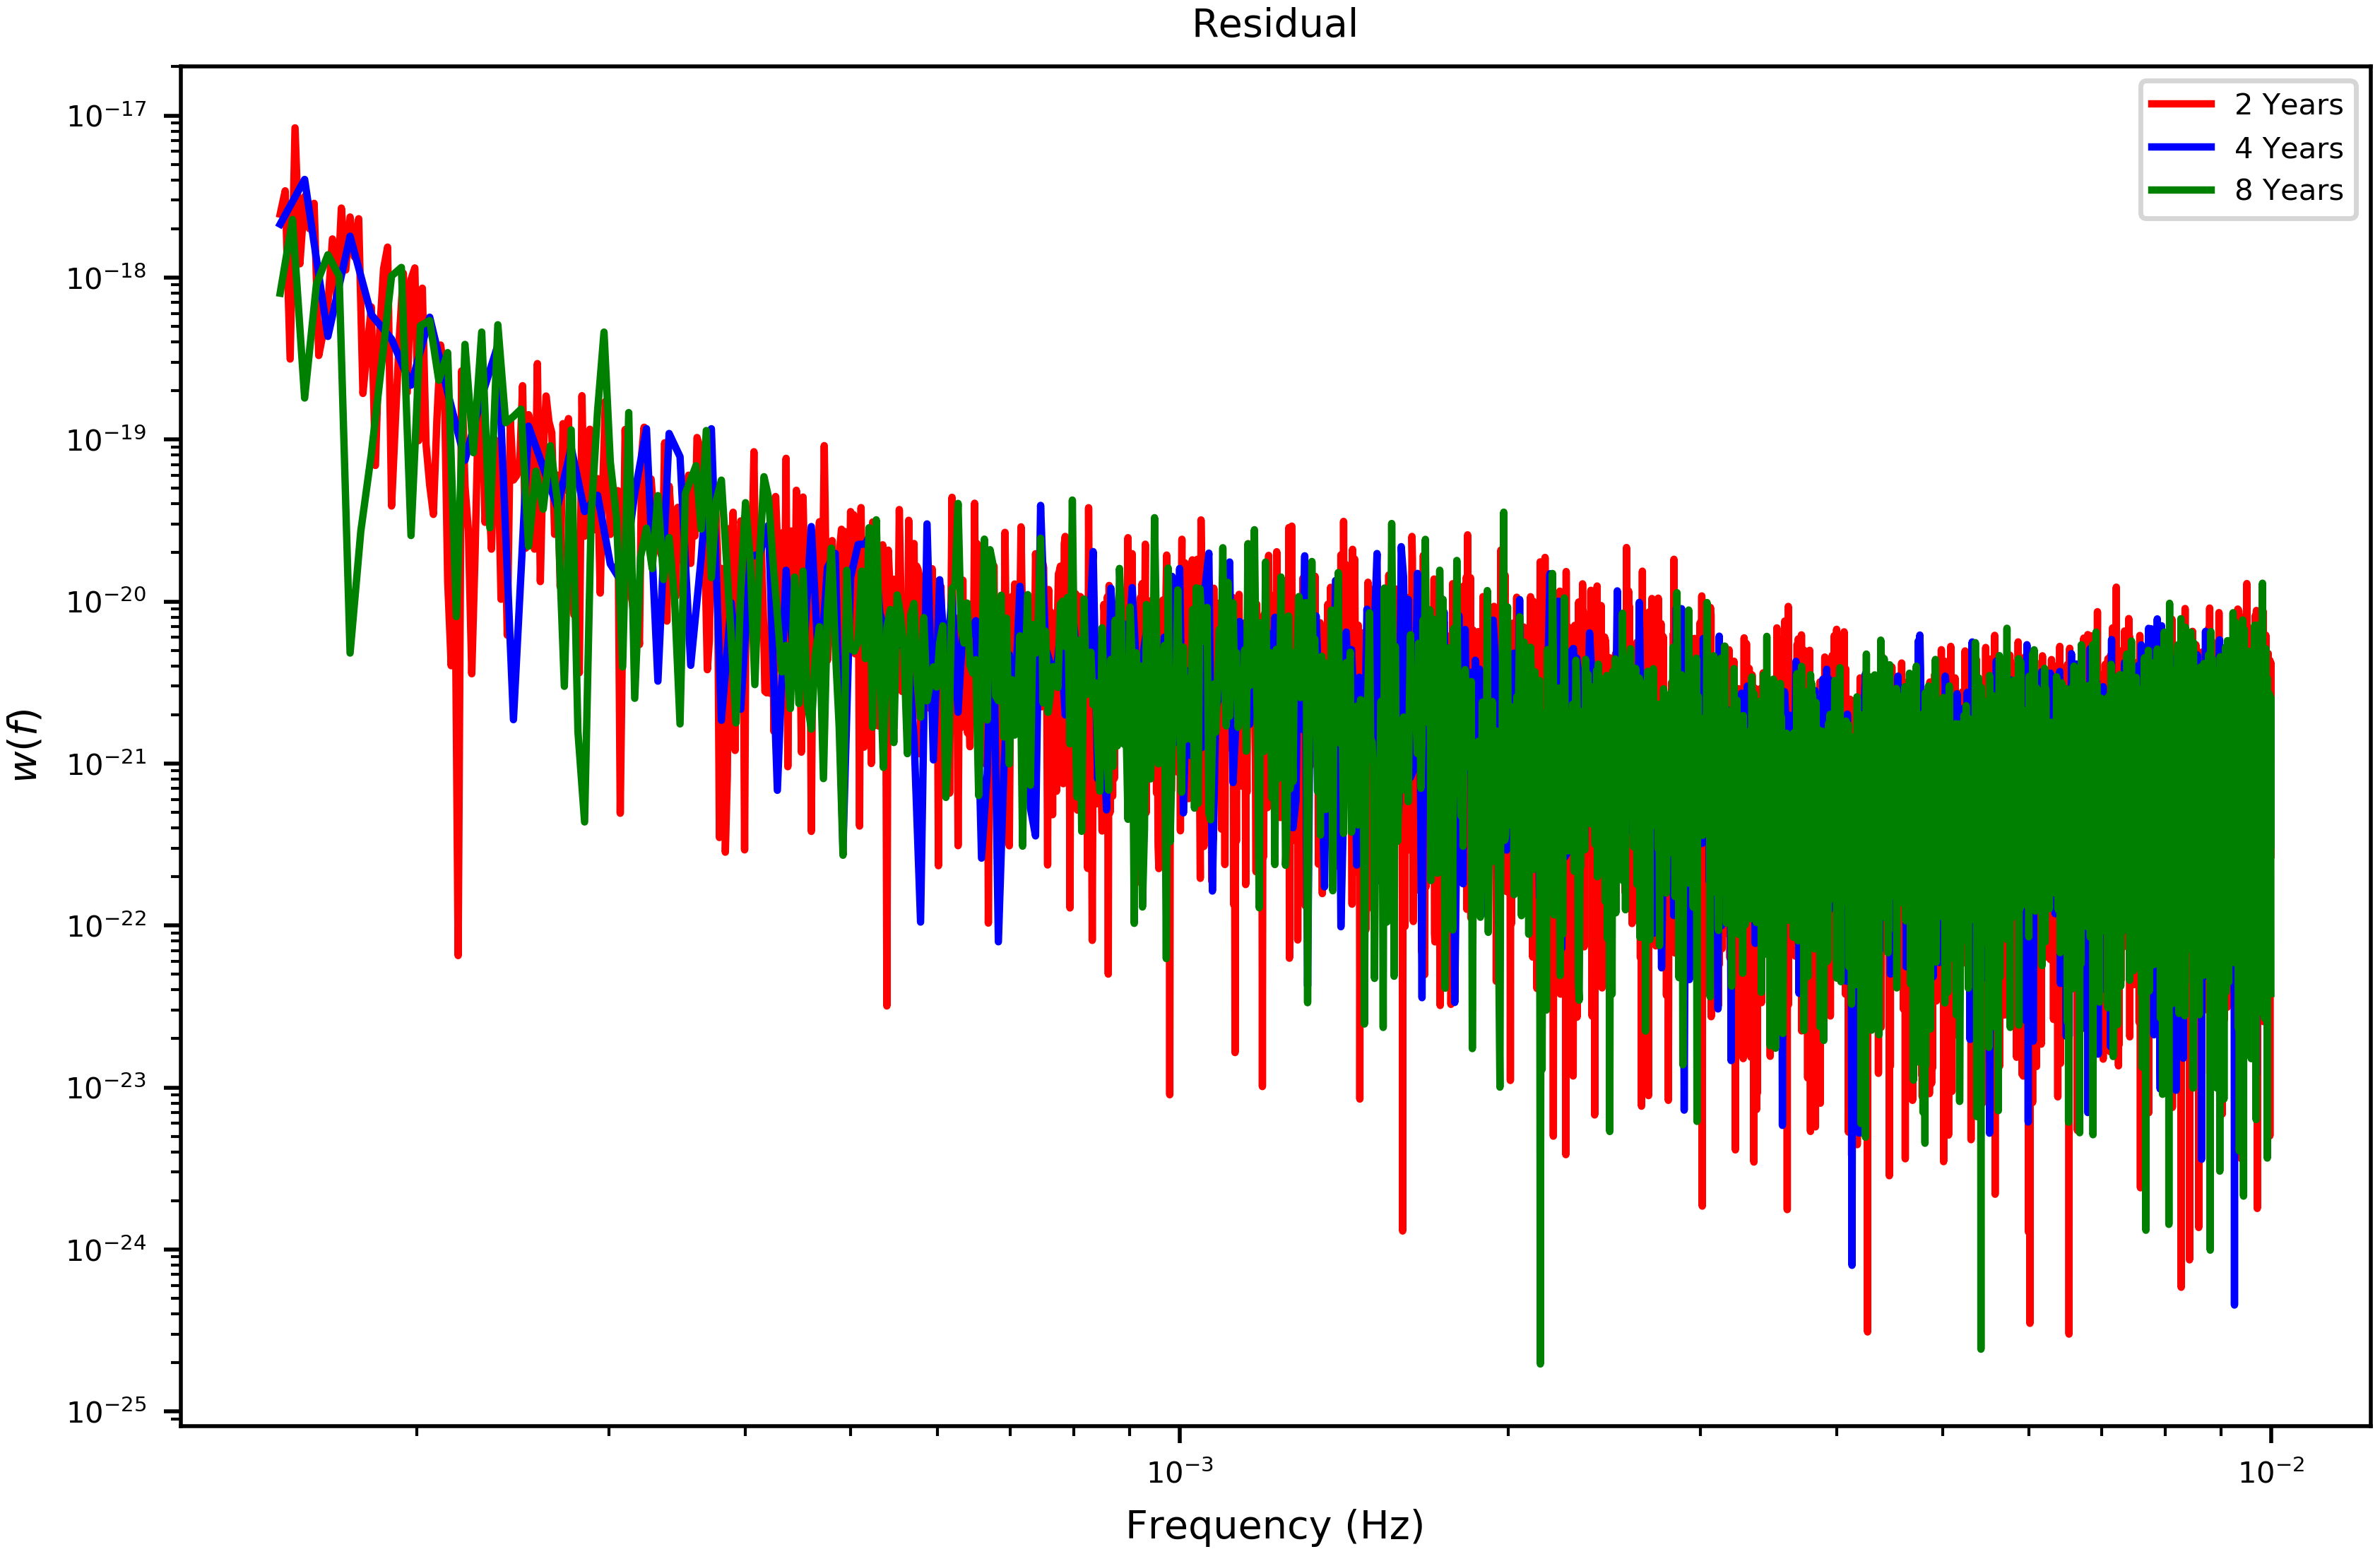 Residual
2 Years
4 Years
8 Years
w(f)
10⁻¹⁷
10⁻¹⁸
10⁻¹⁹
10⁻²⁰
10⁻²¹
10⁻²²
10⁻²³
10⁻²⁴
10⁻²⁵
10⁻³
10⁻²
Frequency (Hz)